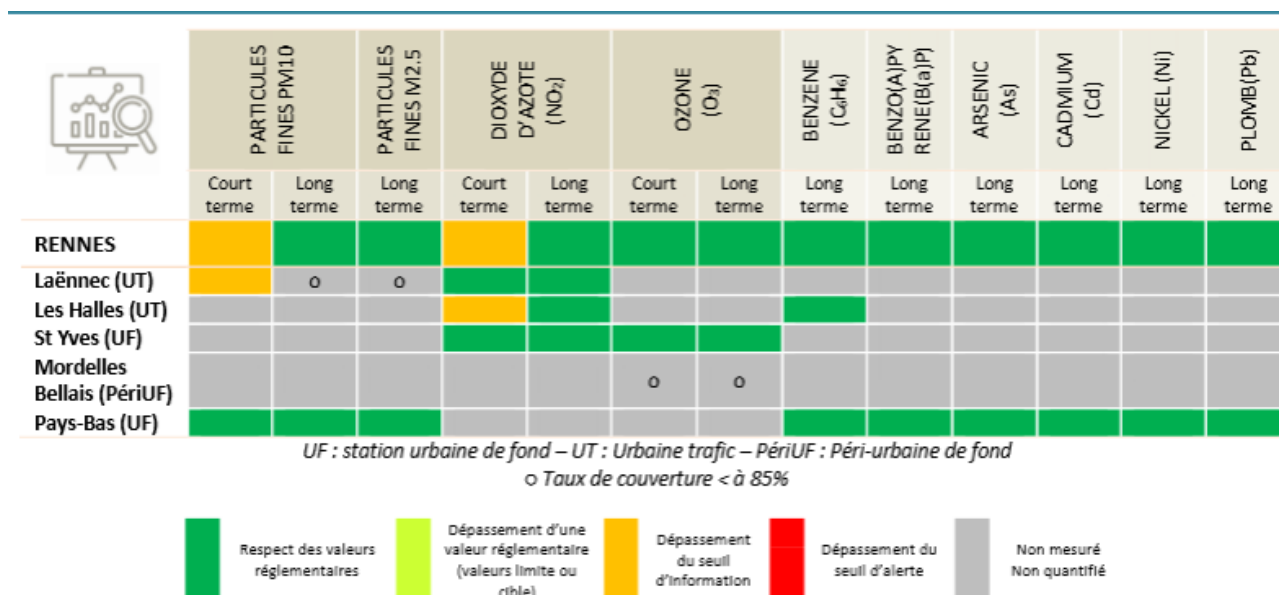 PARTICULES
FINES PM10
PARTICULES
FINES M2.5
DIOXYDE
D'AZOTE
(NO₂)
OZONE
(O₃)
BENZENE
(C₆H₆)
BENZO(A)PY
RENE(B(a)P)
ARSENIC
(As)
CADMIUM
(Cd)
NICKEL (Ni)
PLOMB(Pb)
Court Long Long Court Long Court Long Long Long Long Long Long Long
terme terme terme terme terme terme terme terme terme terme terme terme terme
RENNES
Laënnec (UT) o o
Les Halles (UT)
St Yves (UF)
Mordelles
Bellais (PériUF) o o
Pays-Bas (UF)
UF : station urbaine de fond – UT : Urbaine trafic – PériUF : Péri-urbaine de fond
o Taux de couverture < à 85%
Respect des valeurs
réglementaires
Dépassement d'une
valeur réglementaire
(valeurs limite ou
cible)
Dépassement
du seuil
d'information
Dépassement du
seuil d'alerte
Non mesuré
Non quantifié